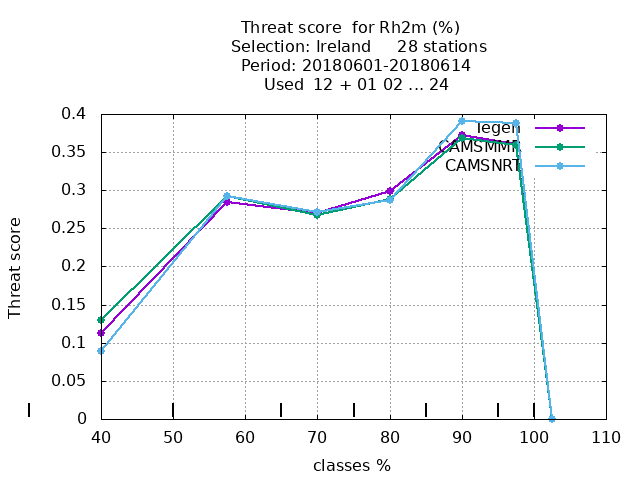 Threat score  for Rh2m (%)
Selection: Ireland     28 stations
Period: 20180601-20180614
Used  12 + 01 02 ... 24
Tegen
CAMSMMR
CAMSNRT
0.4
0.35
0.3
0.25
0.2
0.15
0.1
0.05
0
Threat score
40 50 60 70 80 90 100 110
classes %